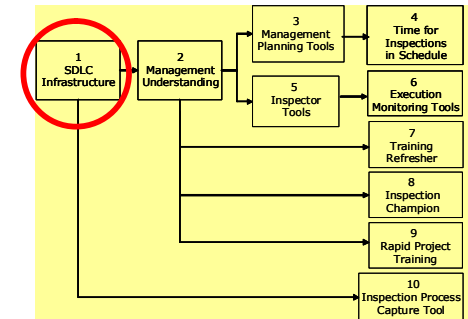 1
SDLC
Infrastructure
2
Management
Understanding
3
Management
Planning Tools
4
Time for
Inspections
in Schedule
5
Inspector
Tools
6
Execution
Monitoring Tools
7
Training
Refresher
8
Inspection
Champion
9
Rapid Project
Training
10
Inspection Process
Capture Tool